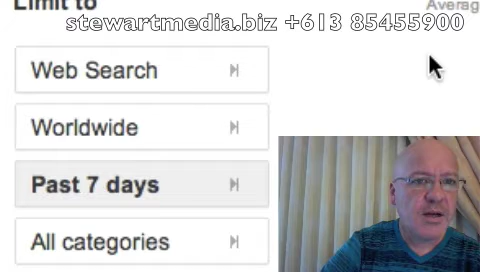 Limit to
Averag
stewartmedia.biz +613 85455900
Web Search
Worldwide
Past 7 days
All categories